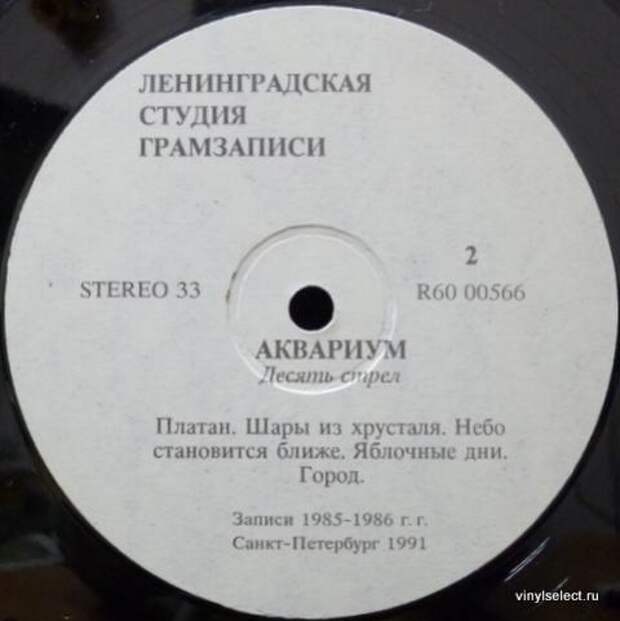 ЛЕНИНГРАДСКАЯ
СТУДИЯ
ГРАМЗАПИСИ
2
STEREO 33
R60 00566
АКВАРИУМ
Десять стрел
Платан. Шары из хрусталя. Небо
становится ближе. Яблочные дни.
Город.
Записи 1985-1986 г. г.
Санкт-Петербург 1991
vinylselect.ru